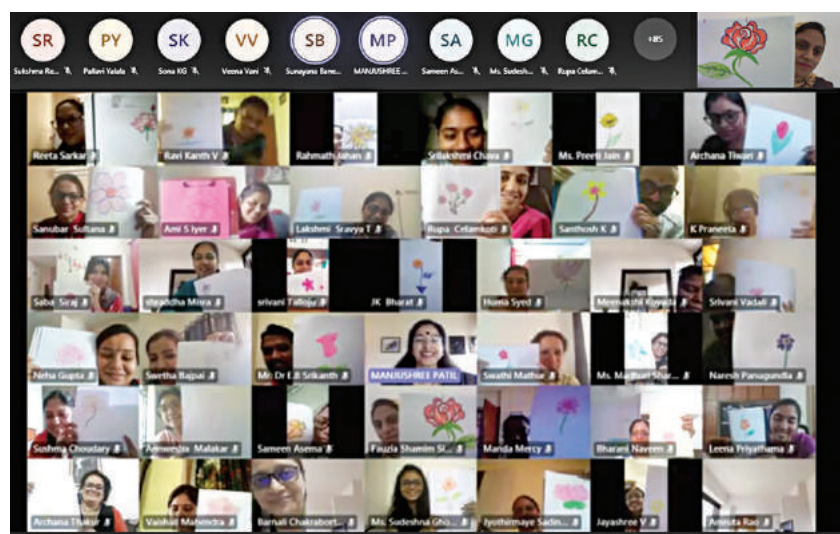 SR PY SK VV SB MP SA MG RC +85
Sukshma Re... Pallavi Yalala Sona KG Veena Vani Sunayana Bane... MANJUSHREE ... Sameen As... Ms. Sudesh... Rupa Celam...
Reeta Sarkar Ravi Kanth V Rahmath Jahan Srilakshmi Chava Ms. Preeti Jain Archana Tiwari
Sanubar Sultana Ami S Iyer Lakshmi Sravya T Rupa Celamkoti Santhosh K K Praneeta
Saba Siraj shraddha Misra srivani Talloju JK Bharat Huma Syed Meenakshi Srivani Vadali
Neha Gupta Swetha Bajpai Mr. Dr E.B Srikanth MANJUSHREE PATIL Swathi Mathur Ms. Madhuri Shar... Naresh Panugundla
Sushma Choudary Malakar Sameen Asema Fauzia Shamim Si... Manda Mercy Bharani Naveen Leena Priyathama
Archana Thakur Vaishali Mahendra Barnali Chakrabort... Ms. Sudeshna Gho... Jyothirmaye Sadin... Jayashree V Amruta Rao